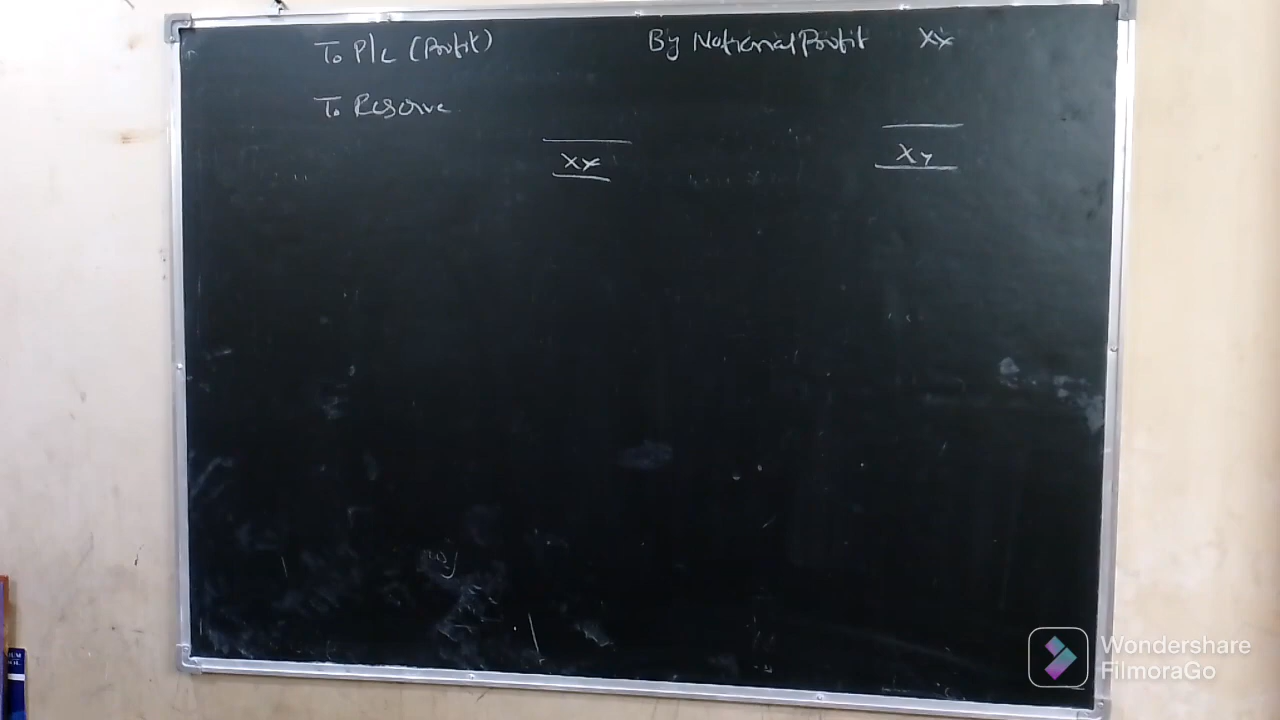 To P/L (Profit) By Notional Profit XX
To Reserve
XX XX
Wondershare
FilmoraGo